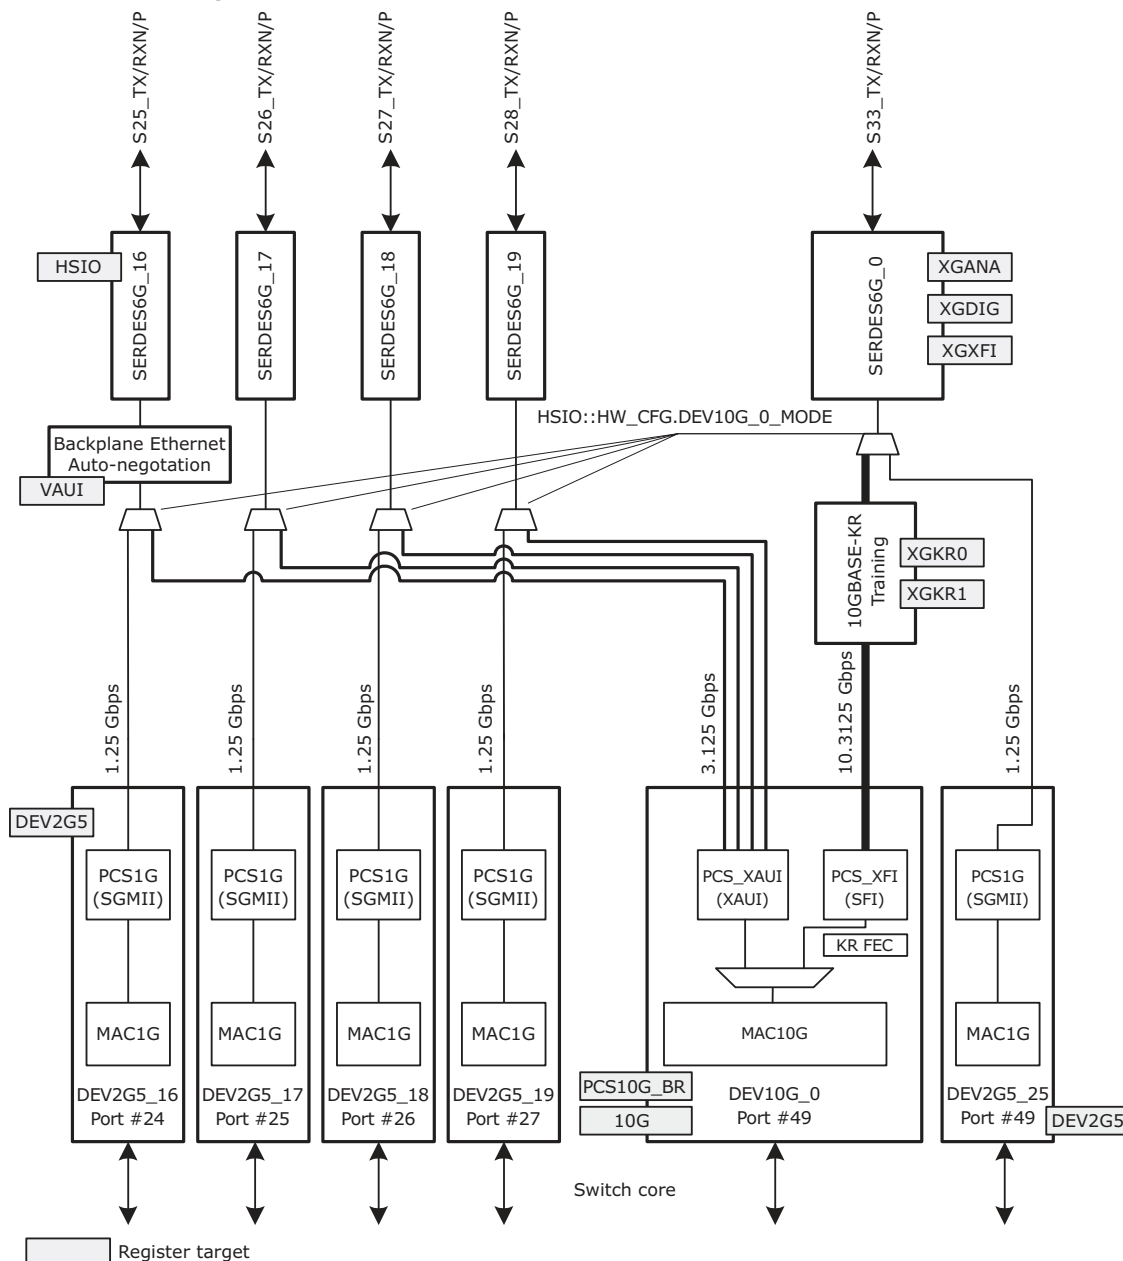 S25_TX/RXN/P
S26_TX/RXN/P
S27_TX/RXN/P
S28_TX/RXN/P
S33_TX/RXN/P
HSIO
SERDES6G_16
SERDES6G_17
SERDES6G_18
SERDES6G_19
SERDES6G_0
XGANA
XGDIG
XGXFI
HSIO::HW_CFG.DEV10G_0_MODE
Backplane Ethernet
Auto-negotation
VAUI
10GBASE-KR
Training
XGKR0
XGKR1
1.25 Gbps
1.25 Gbps
1.25 Gbps
1.25 Gbps
3.125 Gbps
10.3125 Gbps
1.25 Gbps
DEV2G5
PCS1G
(SGMII)
PCS1G
(SGMII)
PCS1G
(SGMII)
PCS1G
(SGMII)
PCS_XAUI
(XAUI)
PCS_XFI
(SFI)
PCS1G
(SGMII)
KR FEC
MAC1G
MAC1G
MAC1G
MAC1G
MAC10G
MAC1G
DEV2G5_16
Port #24
DEV2G5_17
Port #25
DEV2G5_18
Port #26
DEV2G5_19
Port #27
PCS10G_BR
10G
DEV10G_0
Port #49
DEV2G5_25
Port #49
DEV2G5
Switch core
Register target